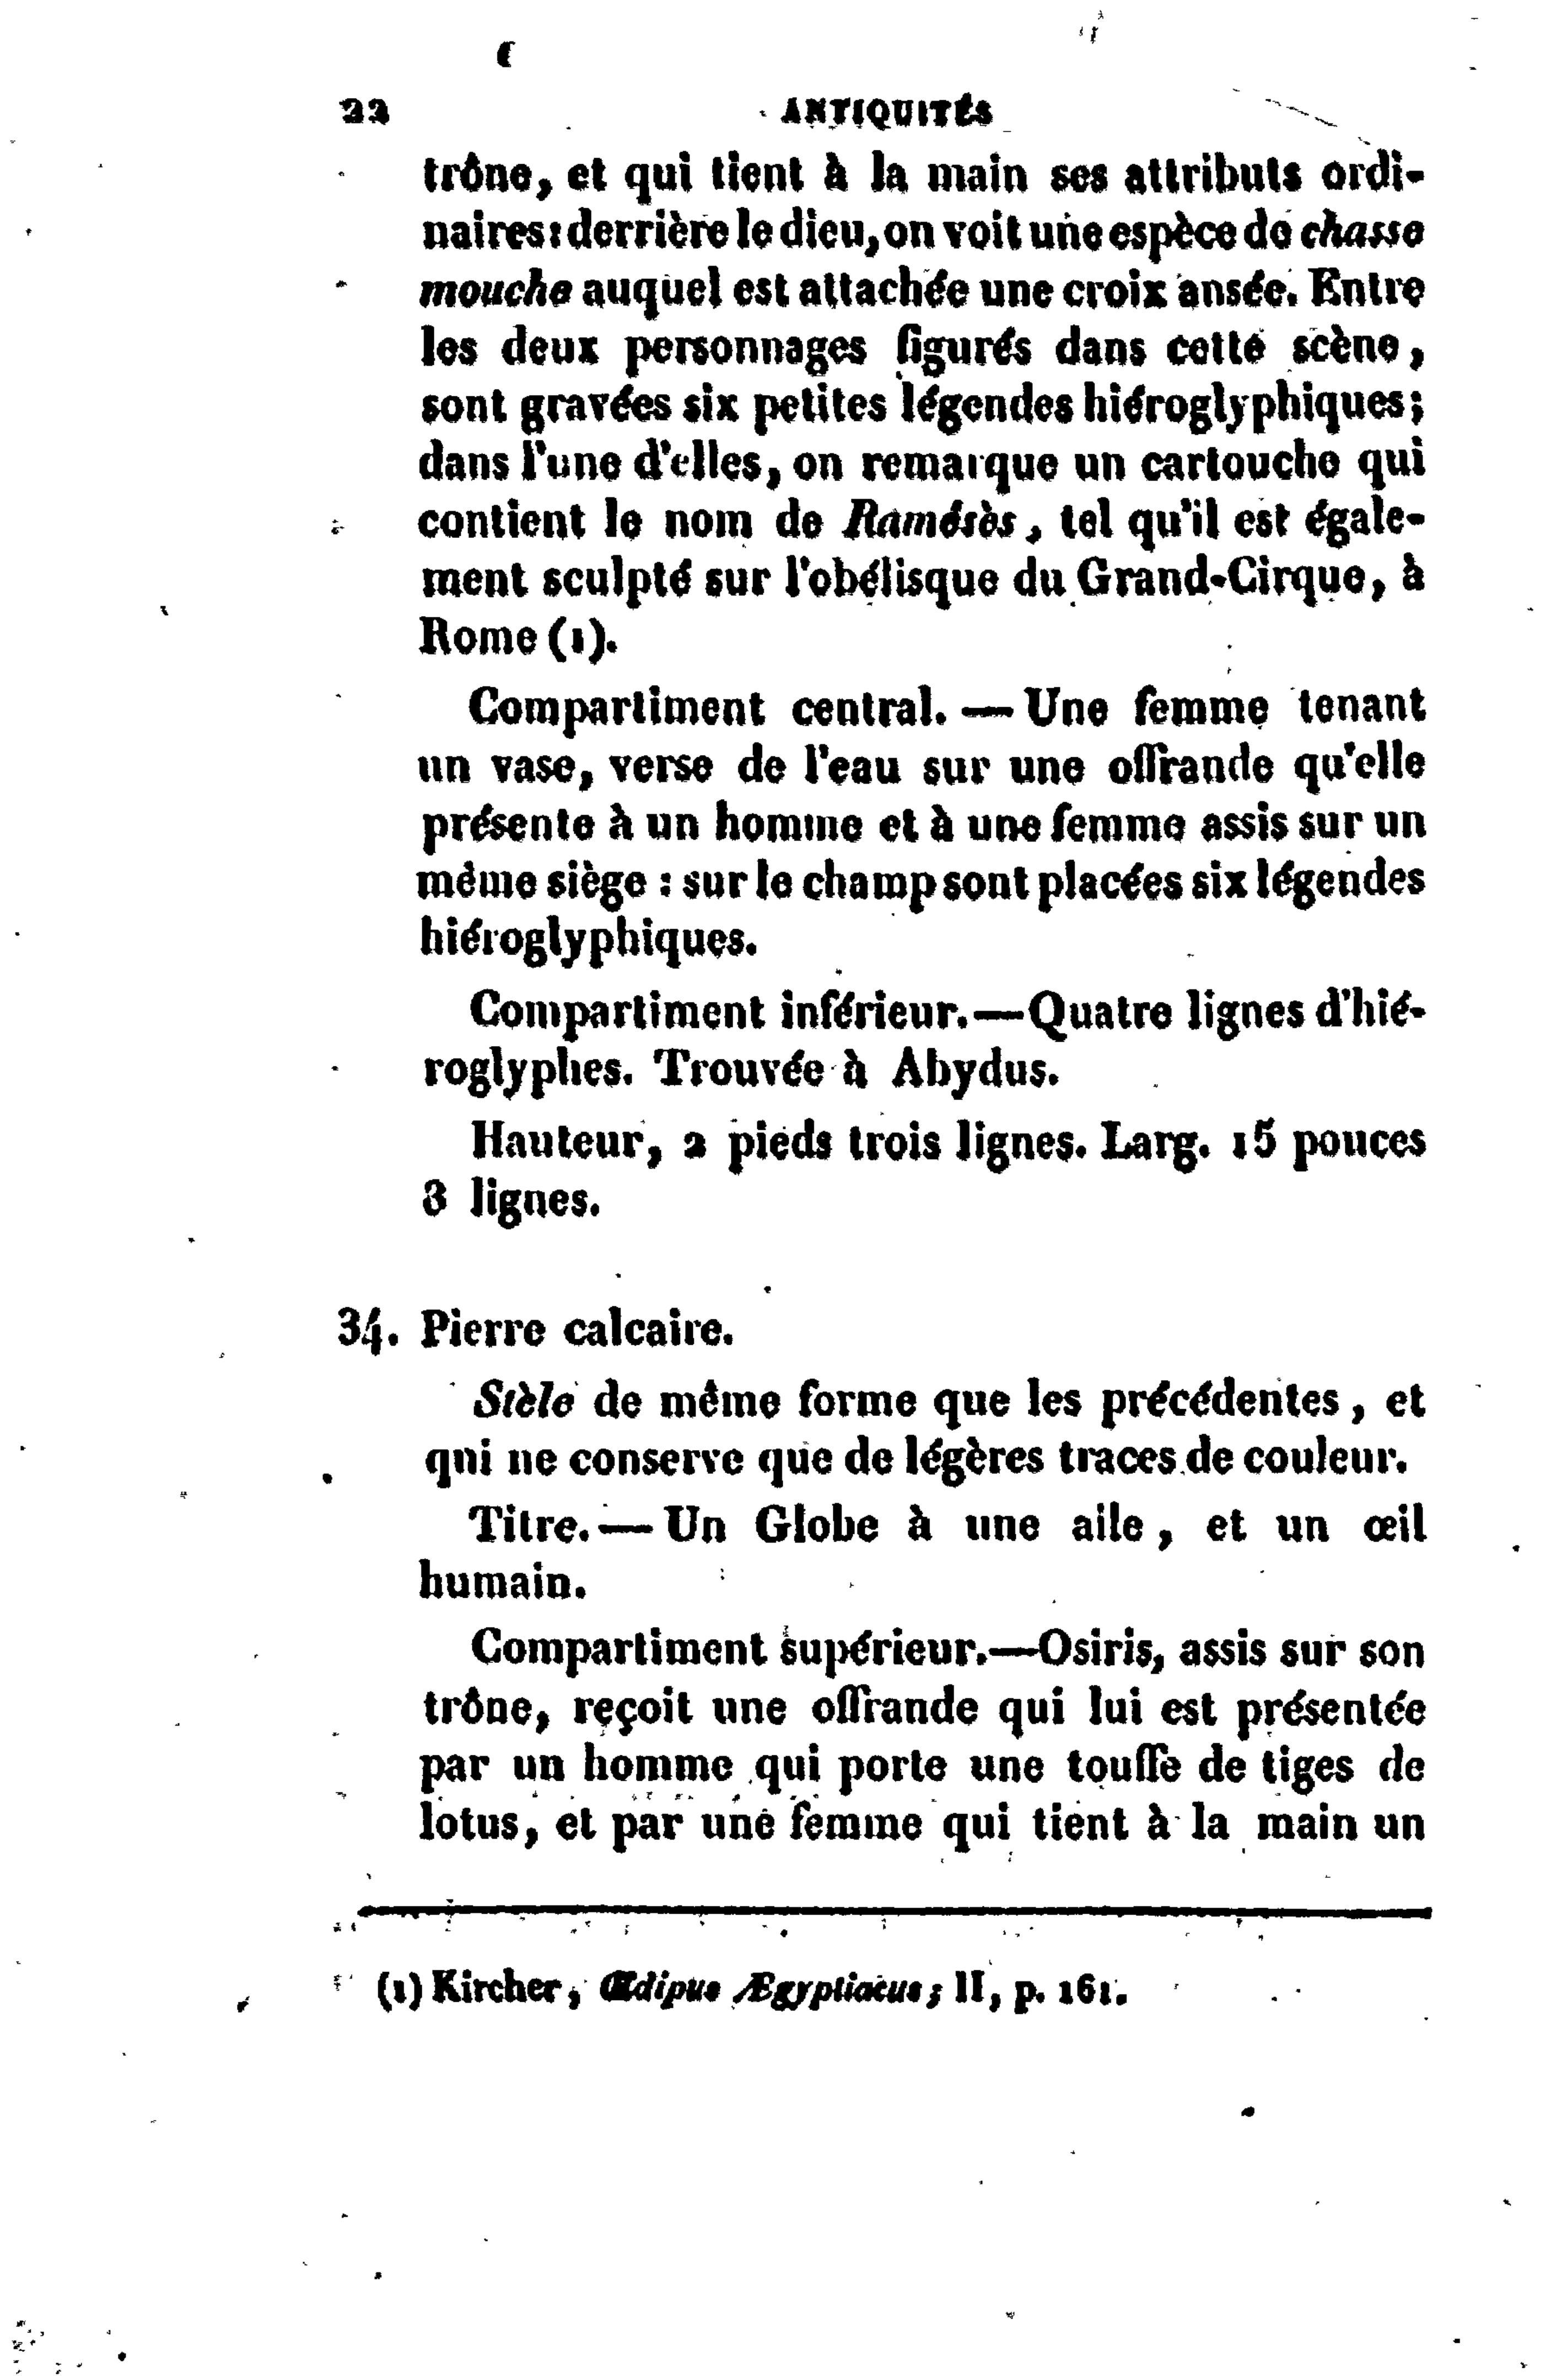 22 ANTIQUITÉS
trône, et qui tient à la main ses attributs ordi-
naires: derrière le dieu, on voit une espèce de chasse
mouche auquel est attachée une croix ansée. Entre
les deux personnages figurés dans cette scène,
sont gravées six petites légendes hiéroglyphiques;
dans l'une d'elles, on remarque un cartouche qui
contient le nom de Ramésès, tel qu'il est égale-
ment sculpté sur l'obélisque du Grand-Cirque, à
Rome (1).
Compartiment central. — Une femme tenant
un vase, verse de l'eau sur une offrande qu'elle
présente à un homme et à une femme assis sur un
même siège : sur le champ sont placées six légendes
hiéroglyphiques.
Compartiment inférieur. — Quatre lignes d'hié-
roglyphes. Trouvée à Abydus.
Hauteur, 2 pieds trois lignes. Larg. 15 pouces
3 lignes.
34. Pierre calcaire.
Stèle de même forme que les précédentes, et
qui ne conserve que de légères traces de couleur.
Titre. — Un Globe à une aile, et un œil
humain.
Compartiment supérieur. — Osiris, assis sur son
trône, reçoit une offrande qui lui est présentée
par un homme qui porte une touffe de tiges de
lotus, et par une femme qui tient à la main un
(1) Kircher, Œdipus Ægyptiacus; II, p. 161.